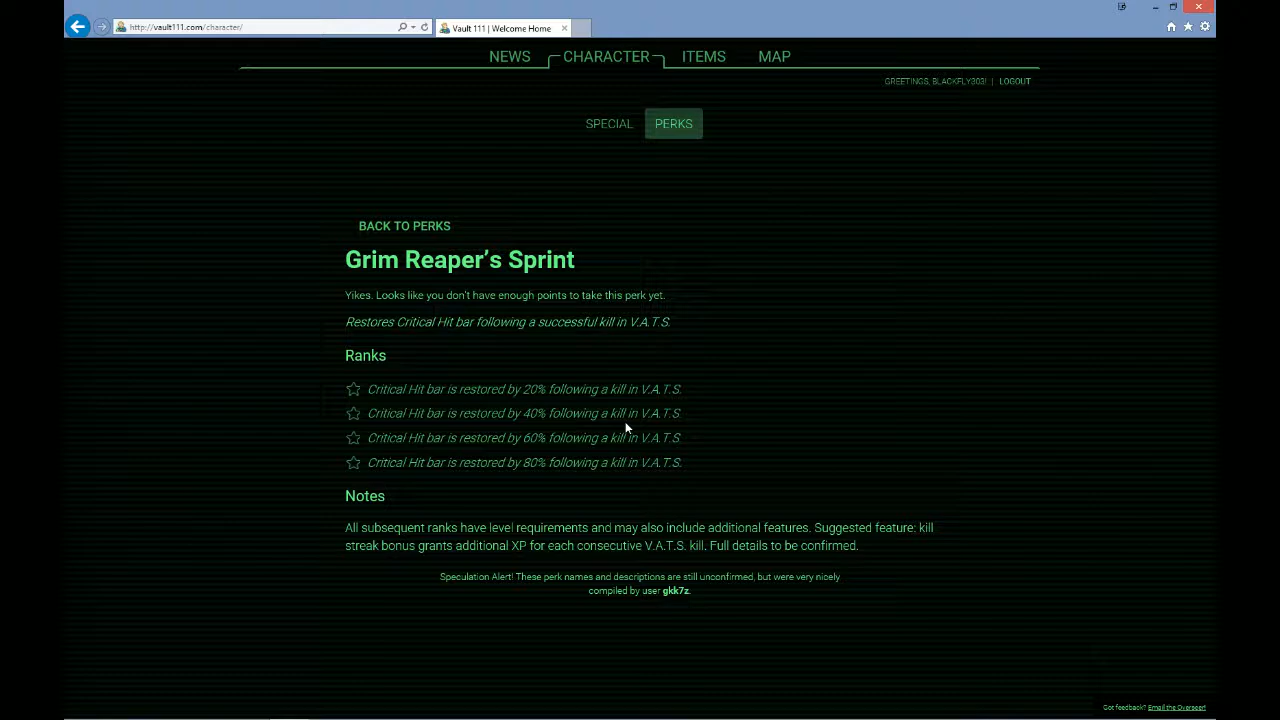 http://vault111.com/character/
Vault 111 | Welcome Home
NEWS CHARACTER ITEMS MAP
GREETINGS, BLACKFLY303! | LOGOUT
SPECIAL PERKS
BACK TO PERKS
Grim Reaper's Sprint
Yikes. Looks like you don't have enough points to take this perk yet.
Restores Critical Hit bar following a successful kill in V.A.T.S.
Ranks
Critical Hit bar is restored by 20% following a kill in V.A.T.S.
Critical Hit bar is restored by 40% following a kill in V.A.T.S.
Critical Hit bar is restored by 60% following a kill in V.A.T.S.
Critical Hit bar is restored by 80% following a kill in V.A.T.S.
Notes
All subsequent ranks have level requirements and may also include additional features. Suggested feature: kill
streak bonus grants additional XP for each consecutive V.A.T.S. kill. Full details to be confirmed.
Speculation Alert! These perk names and descriptions are still unconfirmed, but were very nicely
compiled by user gkk7z.
Got feedback? Email the Overseer!